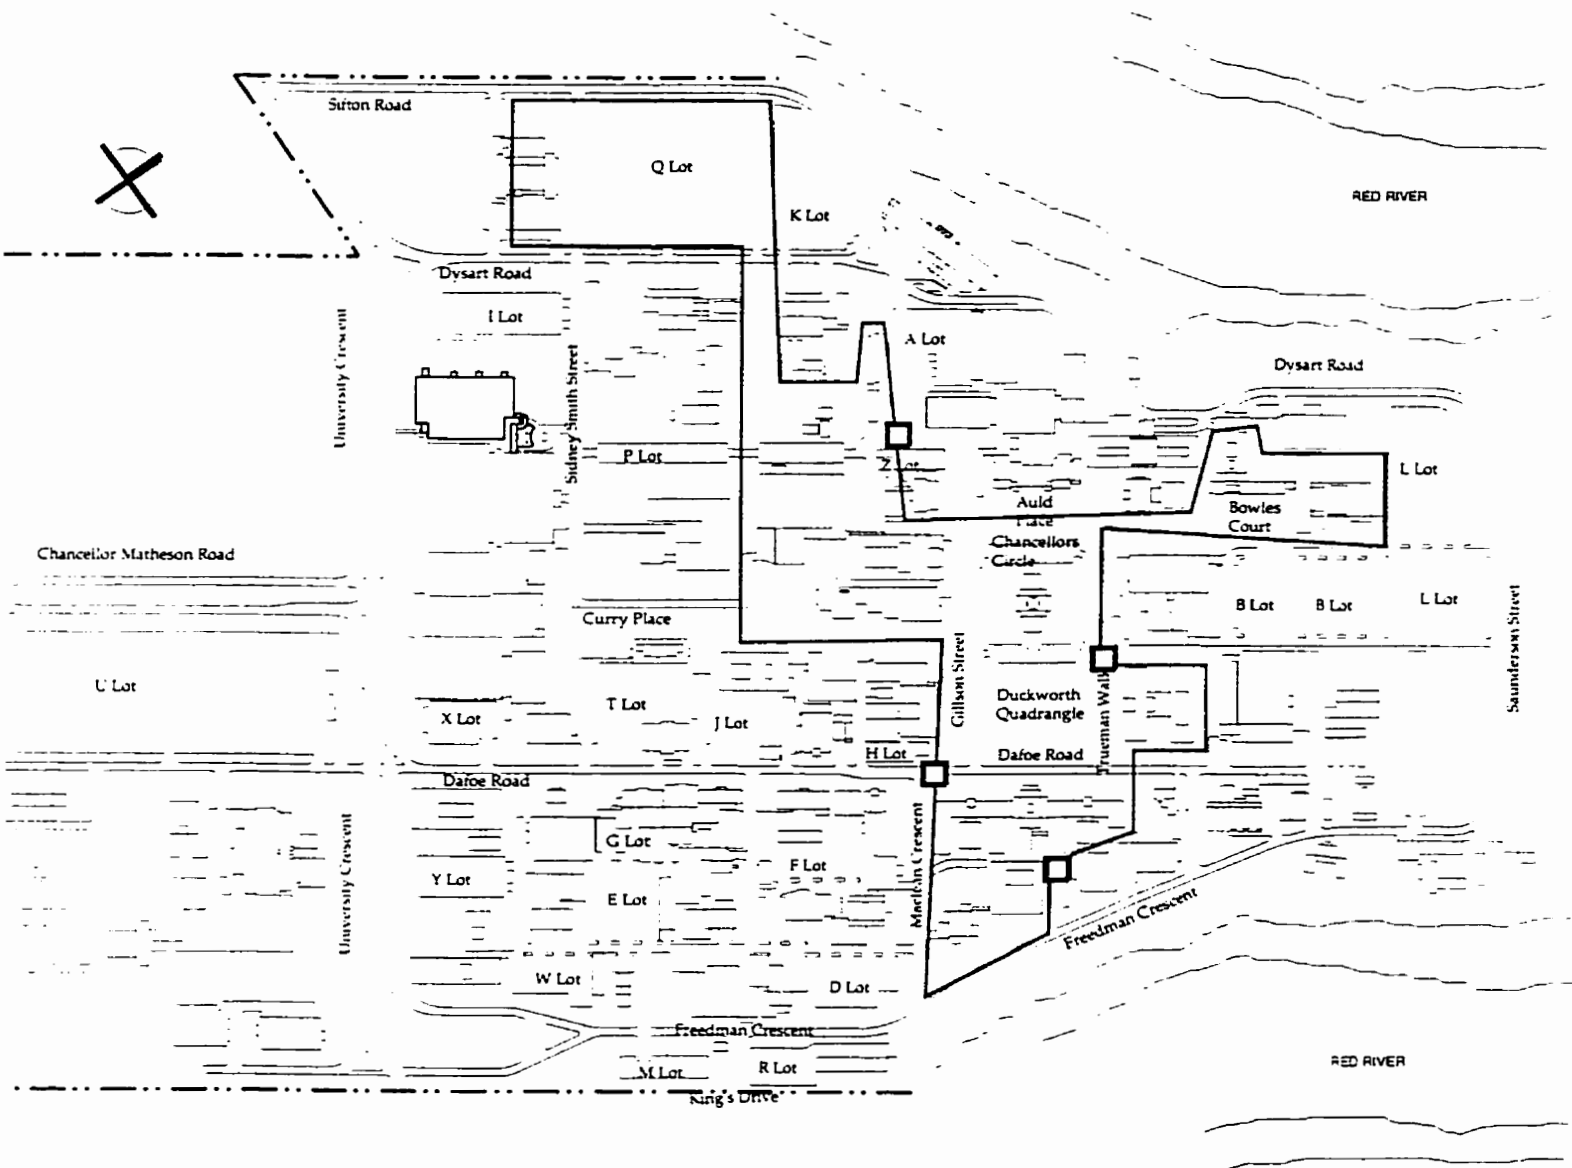 Sifton Road
Q Lot
RED RIVER
K Lot
Dysart Road
I Lot
University Crescent
A Lot
Sidney Smith Street
Dysart Road
P Lot
Z Lot
L Lot
Auld
Place
Bowles
Court
Chancellors
Circle
Chancellor Matheson Road
B Lot
B Lot
L Lot
Saunderson Street
Curry Place
Gillson Street
U Lot
X Lot
T Lot
J Lot
Duckworth
Quadrangle
Trueman Walk
H Lot
Dafoe Road
Dafoe Road
University Crescent
G Lot
Maclean Crescent
Y Lot
F Lot
E Lot
Freedman Crescent
W Lot
D Lot
Freedman Crescent
M Lot
R Lot
RED RIVER
King's Drive